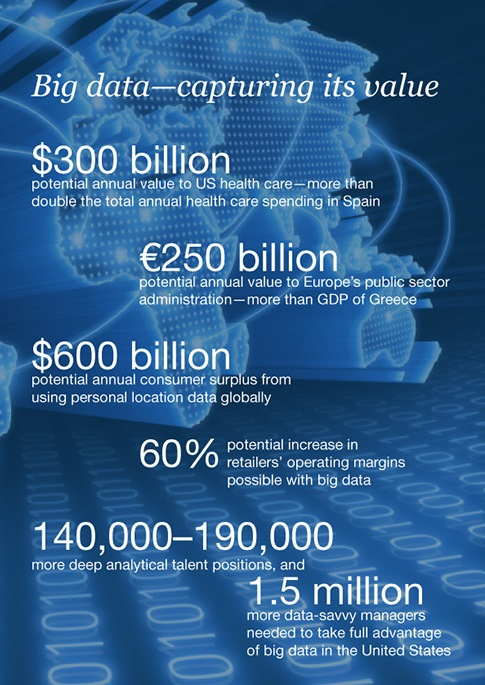 Big data—capturing its value
$300 billion
potential annual value to US health care—more than
double the total annual health care spending in Spain
€250 billion
potential annual value to Europe's public sector
administration—more than GDP of Greece
$600 billion
potential annual consumer surplus from
using personal location data globally
60% potential increase in
retailers' operating margins
possible with big data
140,000–190,000
more deep analytical talent positions, and
1.5 million
more data-savvy managers
needed to take full advantage
of big data in the United States